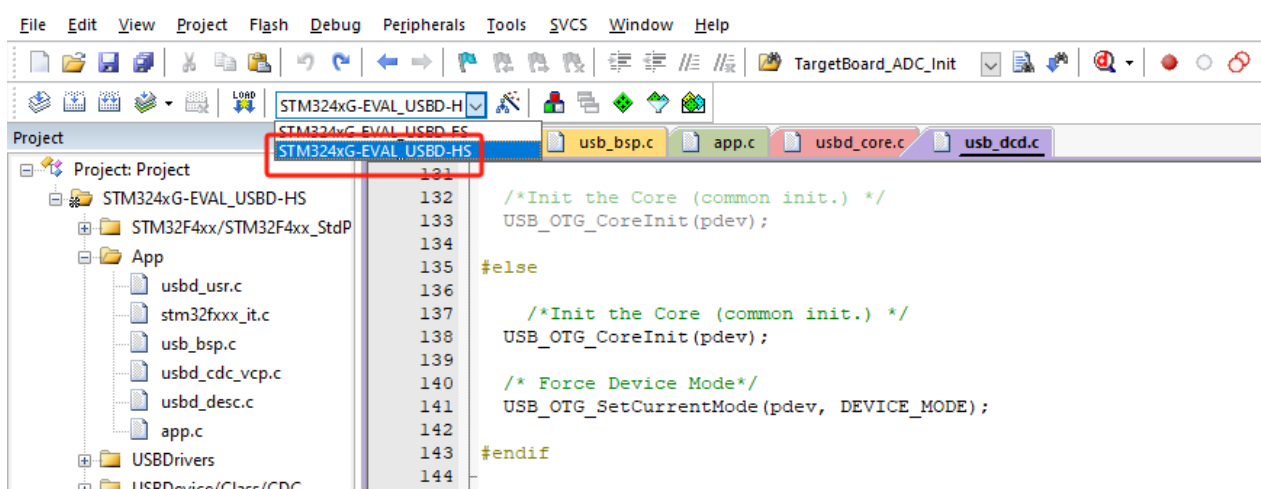 File Edit View Project Flash Debug Peripherals Tools SVCS Window Help
TargetBoard_ADC_Init
LOAD STM324xG-EVAL_USBD-H
STM324xG-EVAL_USBD-FS
STM324xG-EVAL_USBD-HS
Project
usb_bsp.c app.c usbd_core.c usb_dcd.c
Project: Project
STM324xG-EVAL_USBD-HS
STM32F4xx/STM32F4xx_StdP
App
usbd_usr.c
stm32fxxx_it.c
usb_bsp.c
usbd_cdc_vcp.c
usbd_desc.c
app.c
USBDrivers
USBDevice/Class/CDC
131
132 /*Init the Core (common init.) */
133 USB_OTG_CoreInit(pdev);
134
135 #else
136
137 /*Init the Core (common init.) */
138 USB_OTG_CoreInit(pdev);
139
140 /* Force Device Mode*/
141 USB_OTG_SetCurrentMode(pdev, DEVICE_MODE);
142
143 #endif
144